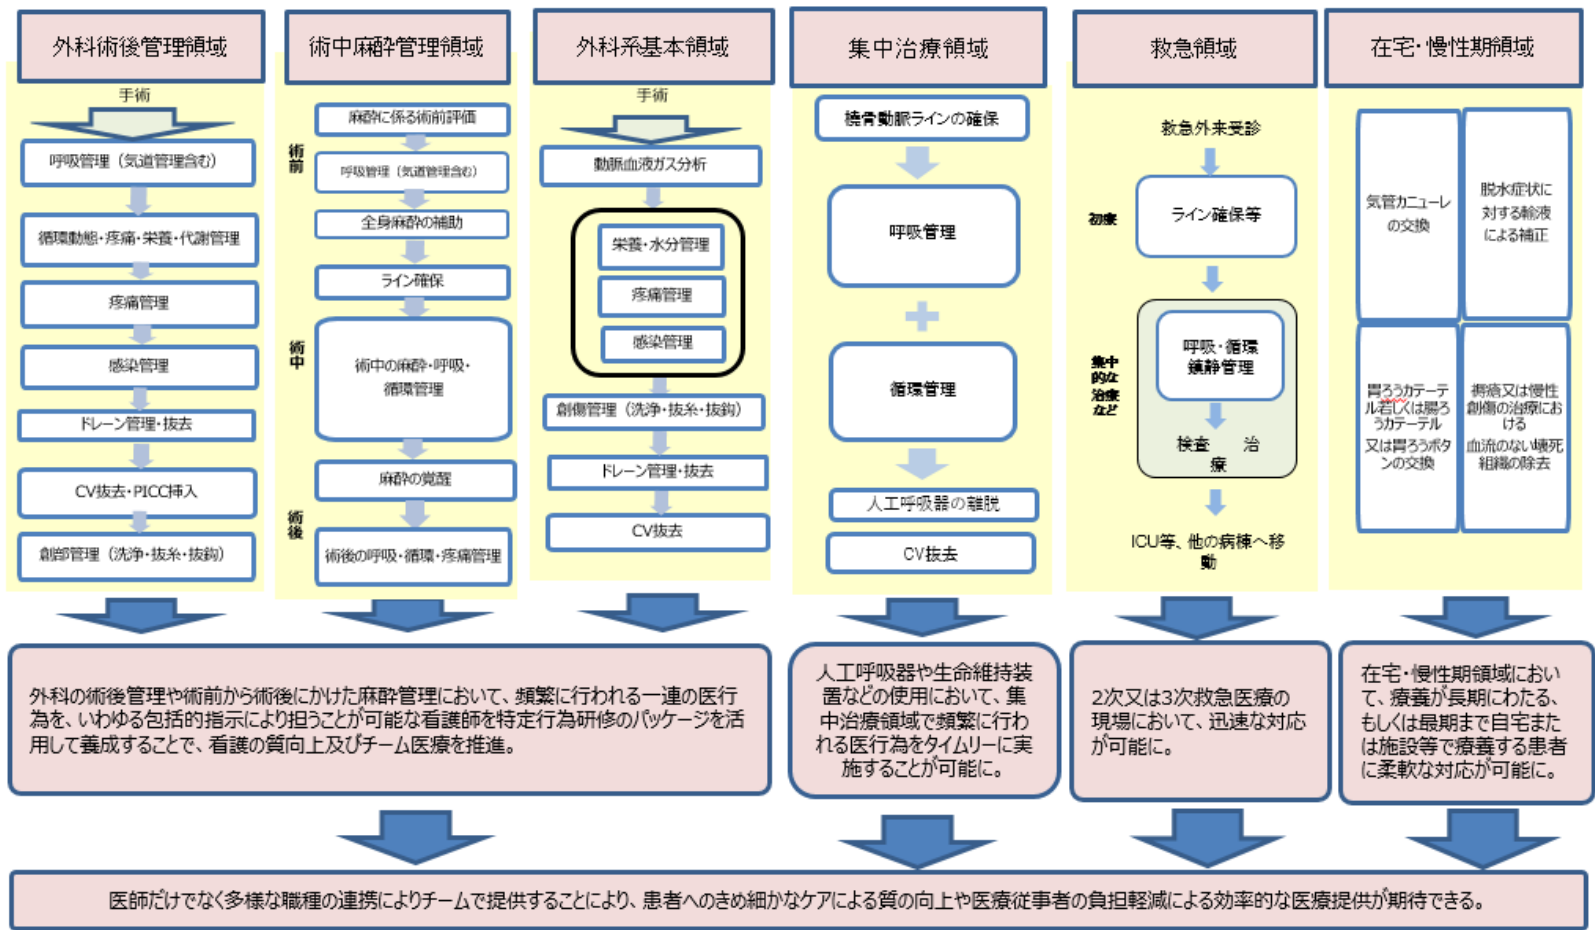 外科術後管理領域
手術
呼吸管理（気道管理含む）
循環動態・疼痛・栄養・代謝管理
疼痛管理
感染管理
ドレーン管理・抜去
CV抜去・PICC挿入
創部管理（洗浄・抜糸・抜鈎）
術中麻酔管理領域
術前
麻酔に係る術前評価
呼吸管理（気道管理含む）
全身麻酔の補助
ライン確保
術中
術中の麻酔・呼吸・
循環管理
麻酔の覚醒
術後
術後の呼吸・循環・疼痛管理
外科系基本領域
手術
動脈血液ガス分析
栄養・水分管理
疼痛管理
感染管理
創傷管理（洗浄・抜糸・抜鈎）
ドレーン管理・抜去
CV抜去
集中治療領域
橈骨動脈ラインの確保
呼吸管理
循環管理
人工呼吸器の離脱
CV抜去
救急領域
救急外来受診
初療
ライン確保等
集中
的な
治療
など
呼吸・循環
鎮静管理
検査　治
療
ICU等、他の病棟へ移
動
在宅・慢性期領域
気管カニューレ
の交換
脱水症状に
対する輸液
による補正
胃ろうカテーテ
ル若しくは腸ろ
うカテーテル
又は胃ろうボタ
ンの交換
褥瘡又は慢性
創傷の治療にお
ける
血流のない壊死
組織の除去
外科の術後管理や術前から術後にかけた麻酔管理において、頻繁に行われる一連の医行
為を、いわゆる包括的指示により担うことが可能な看護師を特定行為研修のパッケージを活
用して養成することで、看護の質向上及びチーム医療を推進。
人工呼吸器や生命維持装
置などの使用において、集
中治療領域で頻繁に行わ
れる医行為をタイムリーに実
施することが可能に。
2次又は3次救急医療の
現場において、迅速な対応
が可能に。
在宅・慢性期領域におい
て、療養が長期にわたる、
もしくは最期まで自宅また
は施設等で療養する患者
に柔軟な対応が可能に。
医師だけでなく多様な職種の連携によりチームで提供することにより、患者へのきめ細かなケアによる質の向上や医療従事者の負担軽減による効率的な医療提供が期待できる。